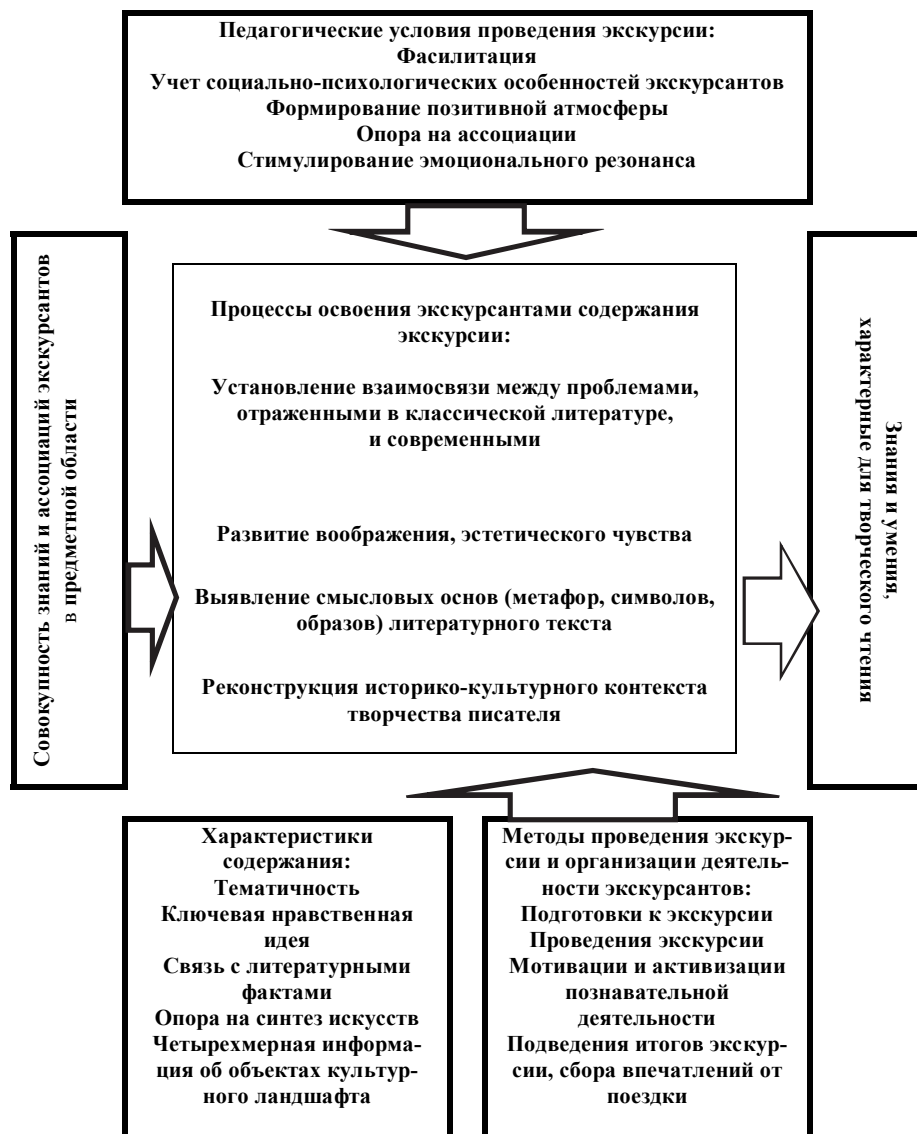 Педагогические условия проведения экскурсии:
Фасилитация
Учет социально-психологических особенностей экскурсантов
Формирование позитивной атмосферы
Опора на ассоциации
Стимулирование эмоционального резонанса
Совокупность знаний и ассоциаций экскурсантов
в предметной области
Процессы освоения экскурсантами содержания
экскурсии:
Установление взаимосвязи между проблемами,
отраженными в классической литературе,
и современными
Развитие воображения, эстетического чувства
Выявление смысловых основ (метафор, символов,
образов) литературного текста
Реконструкция историко-культурного контекста
творчества писателя
Знания и умения,
характерные для творческого чтения
Характеристики
содержания:
Тематичность
Ключевая нравственная
идея
Связь с литературными
фактами
Опора на синтез искусств
Четырехмерная информа-
ция об объектах культур-
ного ландшафта
Методы проведения экскур-
сии и организации деятель-
ности экскурсантов:
Подготовки к экскурсии
Проведения экскурсии
Мотивации и активизации
познавательной
деятельности
Подведения итогов экскур-
сии, сбора впечатлений от
поездки